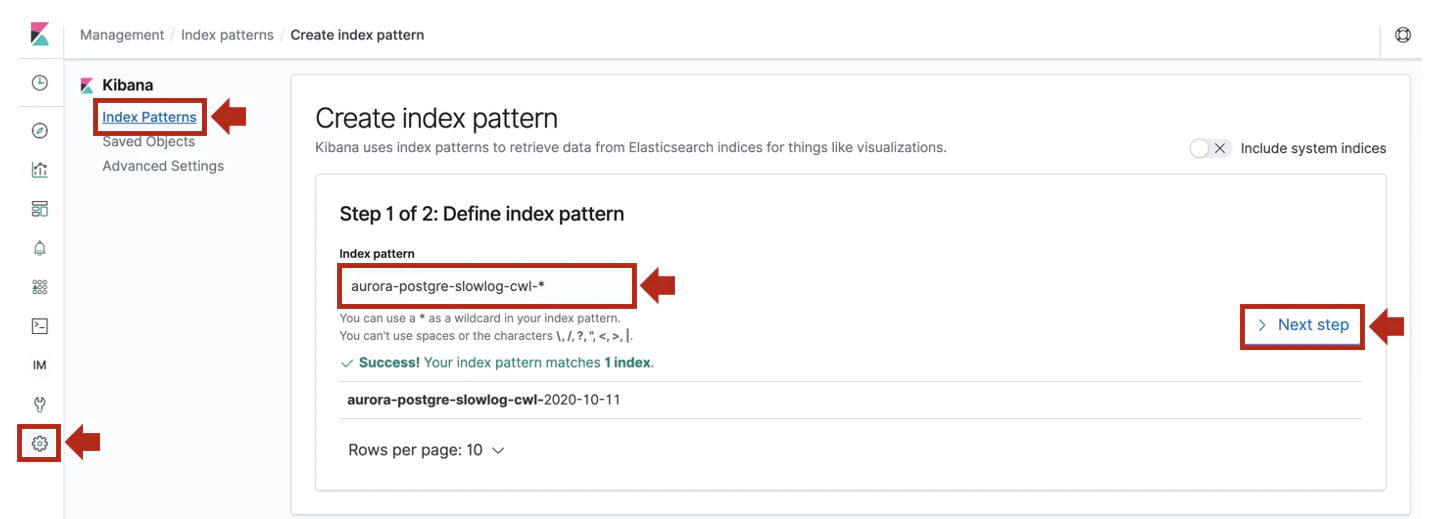 Management / Index patterns / Create index pattern
Kibana
Index Patterns
Saved Objects
Advanced Settings
IM
Create index pattern
Kibana uses index patterns to retrieve data from Elasticsearch indices for things like visualizations.
Include system indices
Step 1 of 2: Define index pattern
Index pattern
aurora-postgre-slowlog-cwl-*
You can use a * as a wildcard in your index pattern.
You can't use spaces or the characters \, /, ?, ", <, >, |.
Next step
Success! Your index pattern matches 1 index.
aurora-postgre-slowlog-cwl-2020-10-11
Rows per page: 10